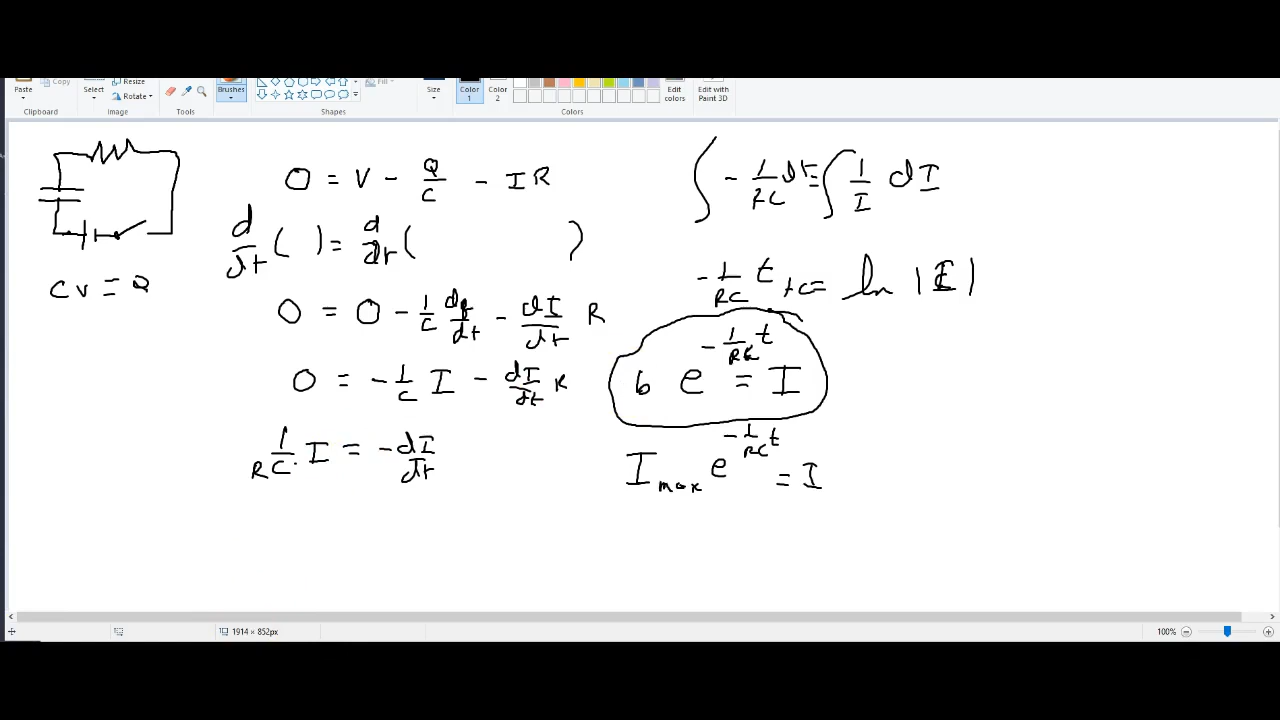 Copy
Resize
Paste
Select
Rotate
Brushes
Fill
Size
Color 1
Color 2
Edit colors
Edit with Paint 3D
Clipboard
Image
Tools
Shapes
Colors
0 = V - Q/C - IR
d/dt ( ) = d/dt ( )
CV = Q
0 = 0 - 1/C dq/dt - dI/dt R
0 = -1/C I - dI/dt R
1/RC · I = -dI/dt
∫ -1/RC dt = ∫ 1/I dI
-1/RC t + C = ln |I|
b e^(-1/RC t) = I
I_max e^(-1/RC t) = I
1914 × 852px
100%